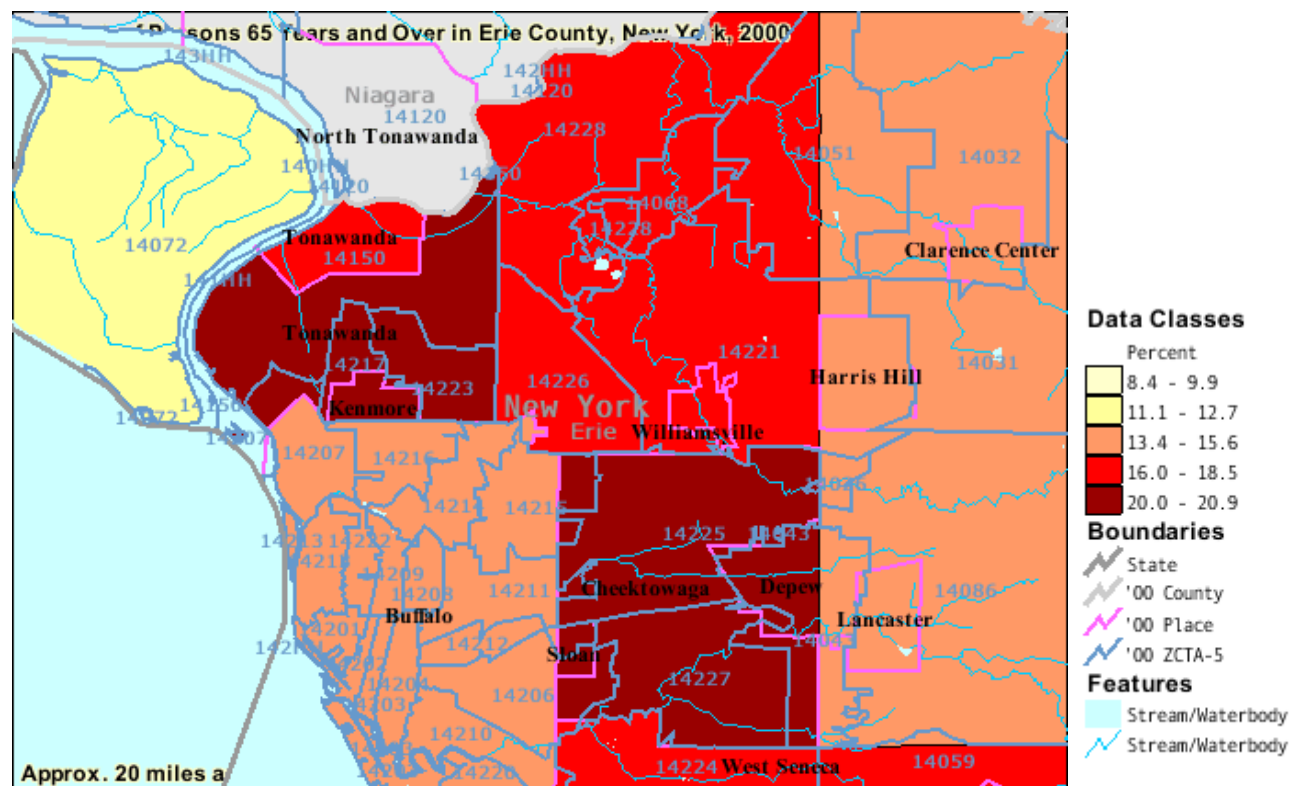 Persons 65 Years and Over in Erie County, New York, 2000
143HH
142HH
14120
Niagara
14120
North Tonawanda
14228
14150
14051
14032
140HH
14120
14068
14228
14072
Tonawanda
14150
Clarence Center
Tonawanda
14217
14223
14221
14226
Harris Hill
14031
Kenmore
New York
Erie
Williamsville
14072
14150
14207
14207
14216
14026
14214
14215
14225
14043
14213
14222
14209
14208
14211
Cheektowaga
Depew
14086
Buffalo
Lancaster
14201
14212
14043
Sloan
14202
14204
14203
14206
14227
14210
14220
14224
West Seneca
14059
Approx. 20 miles a
Data Classes
Percent
8.4 - 9.9
11.1 - 12.7
13.4 - 15.6
16.0 - 18.5
20.0 - 20.9
Boundaries
State
'00 County
'00 Place
'00 ZCTA-5
Features
Stream/Waterbody
Stream/Waterbody